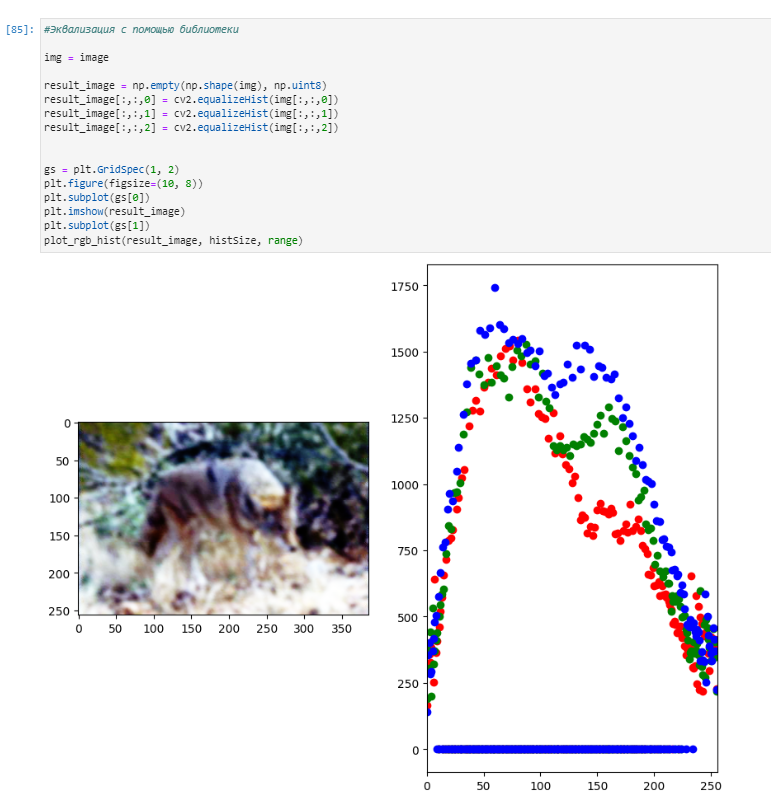 [85]: #Эквализация с помощью библиотеки
img = image
result_image = np.empty(np.shape(img), np.uint8)
result_image[:,:,0] = cv2.equalizeHist(img[:,:,0])
result_image[:,:,1] = cv2.equalizeHist(img[:,:,1])
result_image[:,:,2] = cv2.equalizeHist(img[:,:,2])
gs = plt.GridSpec(1, 2)
plt.figure(figsize=(10, 8))
plt.subplot(gs[0])
plt.imshow(result_image)
plt.subplot(gs[1])
plot_rgb_hist(result_image, histSize, range)
0
50
100
150
200
250
0 50 100 150 200 250 300 350
1750
1500
1250
1000
750
500
250
0
0 50 100 150 200 250